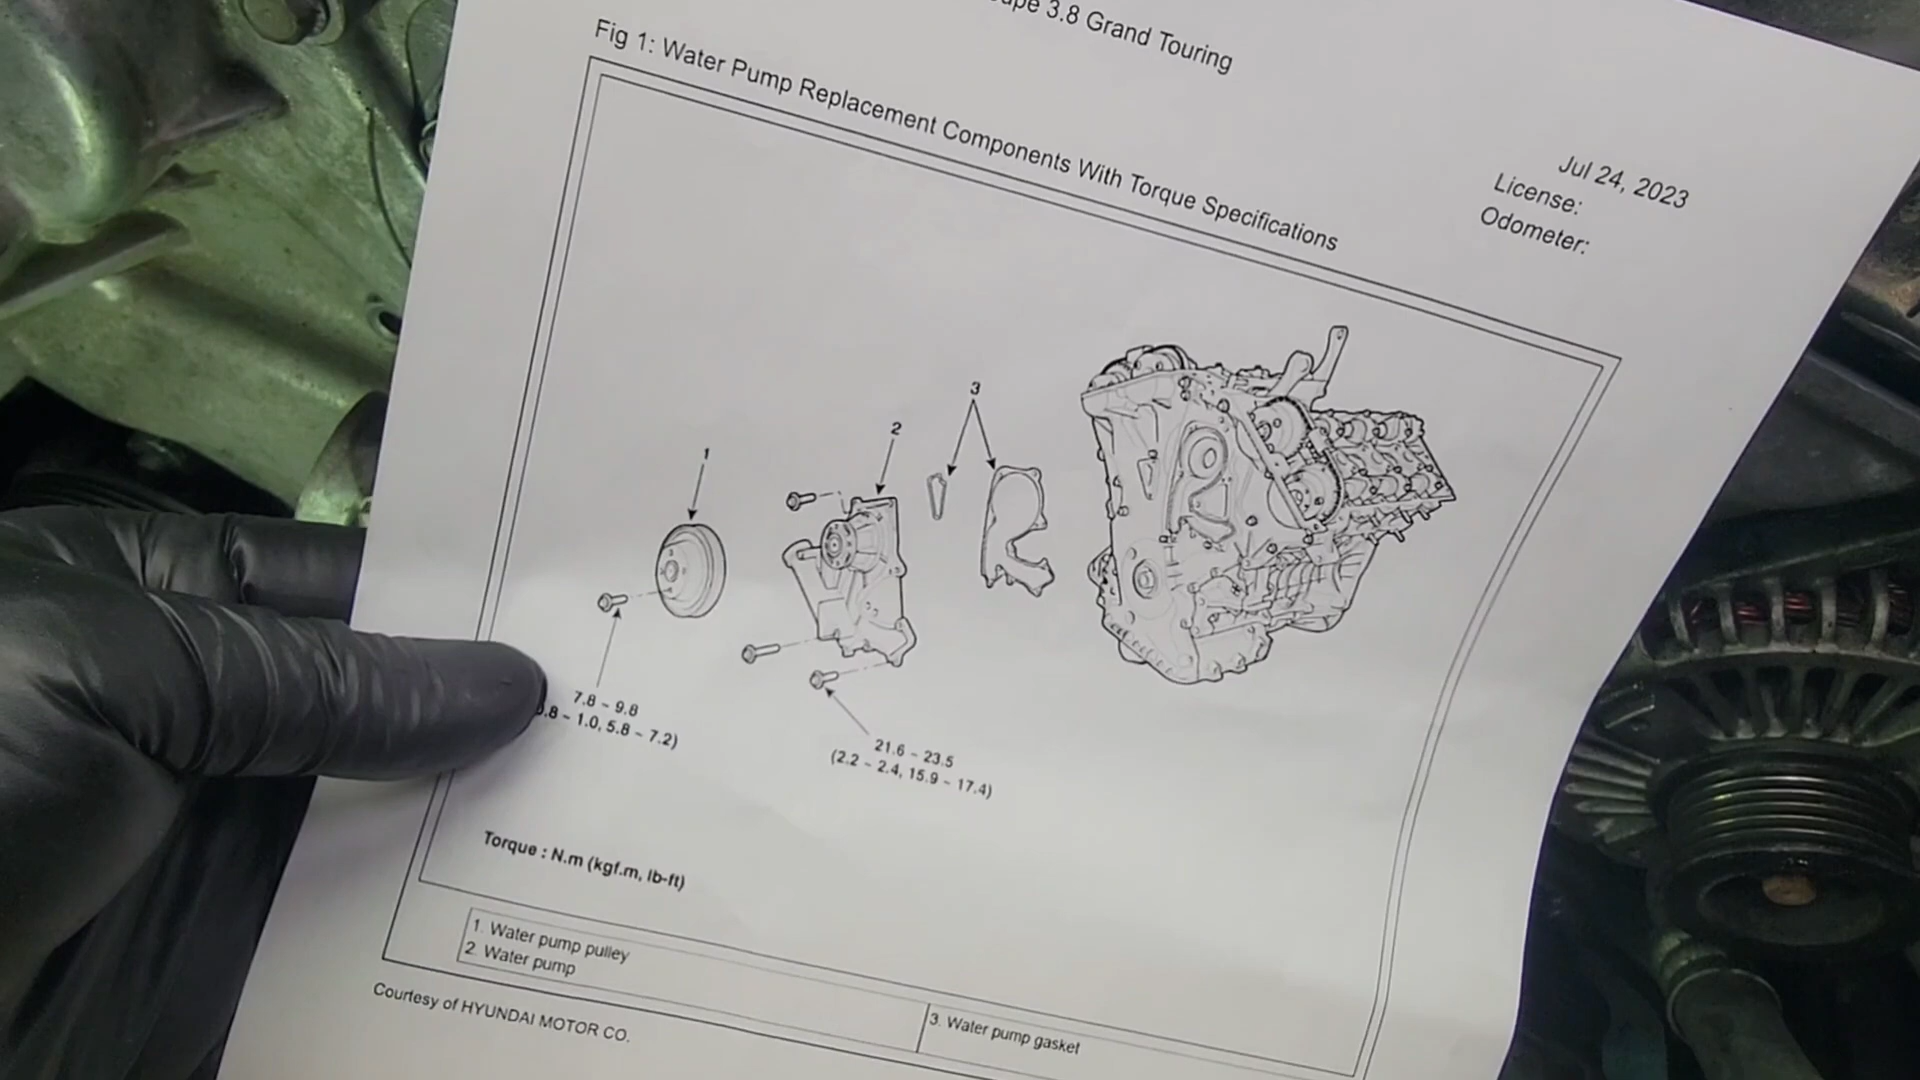 3.8 Grand Touring
Fig 1: Water Pump Replacement Components With Torque Specifications
Jul 24, 2023
License:
Odometer:
1
2
3
7.8 ~ 9.8
0.8 ~ 1.0, 5.8 ~ 7.2)
21.6 ~ 23.5
(2.2 ~ 2.4, 15.9 ~ 17.4)
Torque : N.m (kgf.m, lb-ft)
1. Water pump pulley
2. Water pump
3. Water pump gasket
Courtesy of HYUNDAI MOTOR CO.